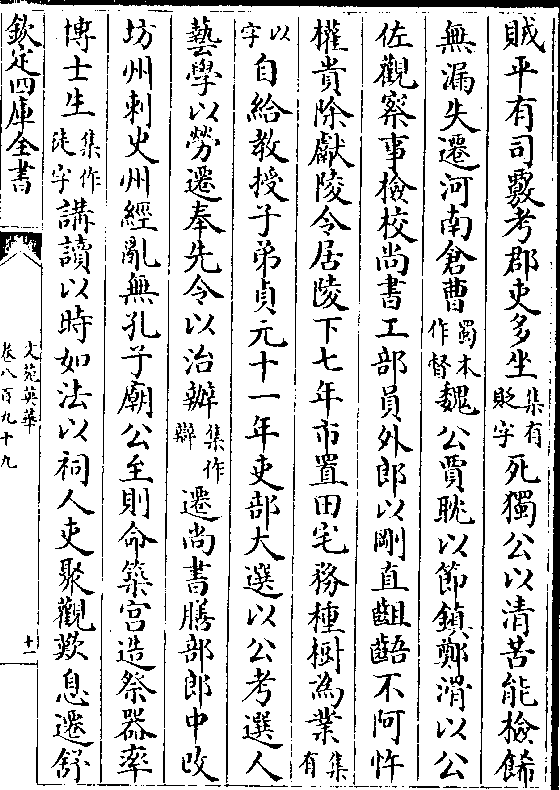 賊平有司覈考郡吏多坐集有貶字死獨公以清苦能檢飭
無漏失遷河南倉曹蜀本作督魏公賈耽以節鎮鄭滑以公
佐觀察事檢校尚書工部員外郎以剛直齟齬不阿忤
權貴除獻陵令居陵下七年市置田宅務種樹為業集有
以字自給教授子弟貞元十一年吏部大選以公考選人
藝學以勞遷奉先令以治辦集作辯遷尚書膳部郎中改
坊州刺史州經亂無孔子廟公至則命築宫造祭器率
博士生集作徒字講讀以時如法以祠人吏聚觀歎息遷舒
欽定四庫全書
文苑英華
卷八百九十九
十一